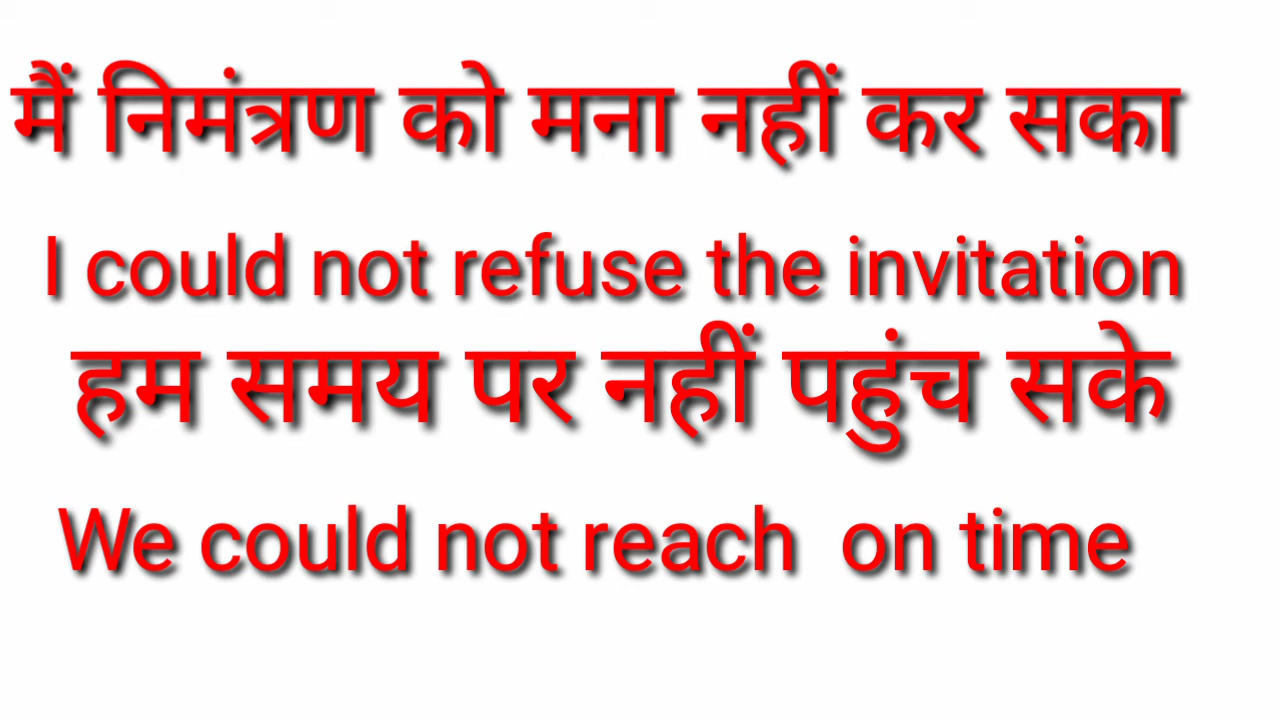 मैं निमंत्रण को मना नहीं कर सका
I could not refuse the invitation
हम समय पर नहीं पहुंच सके
We could not reach  on time